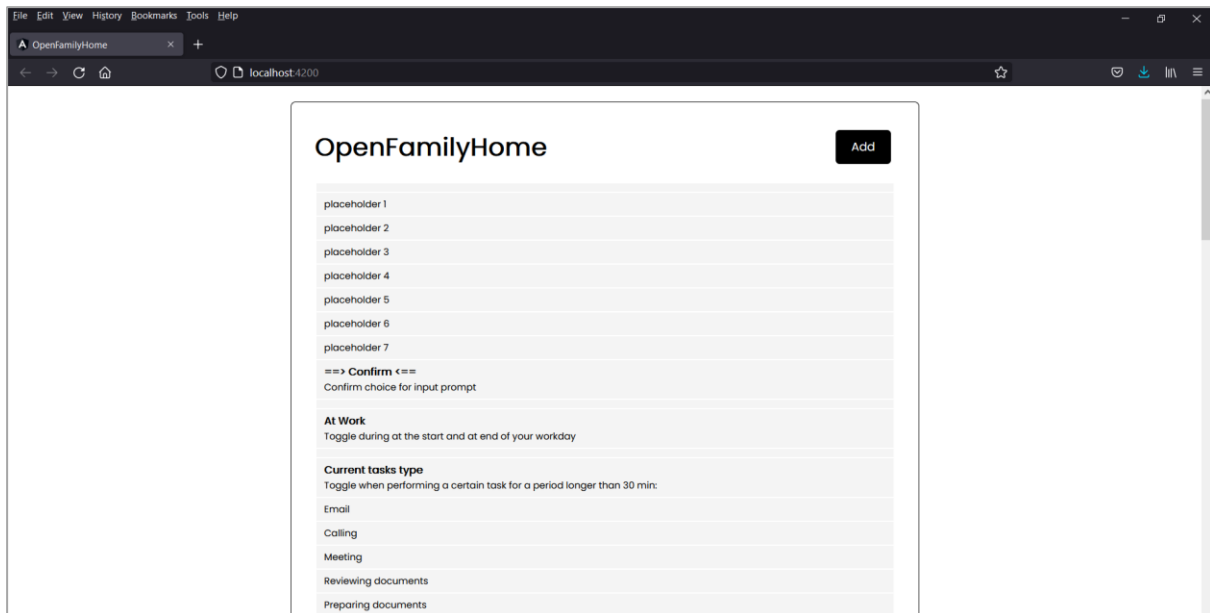 File Edit View History Bookmarks Tools Help
OpenFamilyHome
localhost:4200
OpenFamilyHome
Add
placeholder 1
placeholder 2
placeholder 3
placeholder 4
placeholder 5
placeholder 6
placeholder 7
==> Confirm <==
Confirm choice for input prompt
At Work
Toggle during at the start and at end of your workday
Current tasks type
Toggle when performing a certain task for a period longer than 30 min:
Email
Calling
Meeting
Reviewing documents
Preparing documents